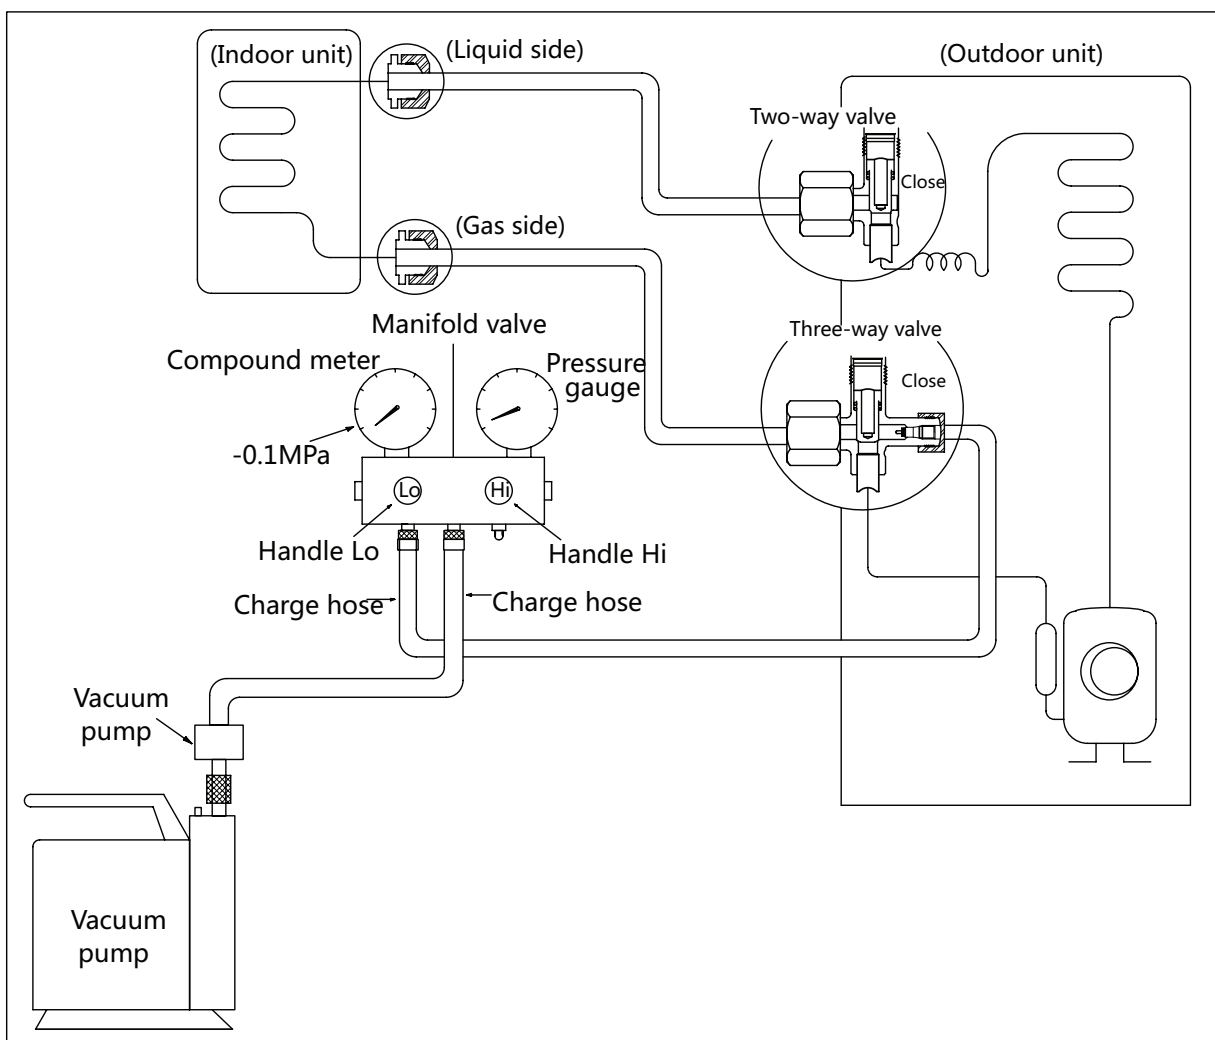 (Indoor unit)
(Liquid side)
(Outdoor unit)
Two-way valve
Close
(Gas side)
Manifold valve
Three-way valve
Compound meter
Pressure
gauge
Close
-0.1MPa
Lo
Hi
Handle Lo
Handle Hi
Charge hose
Charge hose
Vacuum
pump
Vacuum
pump